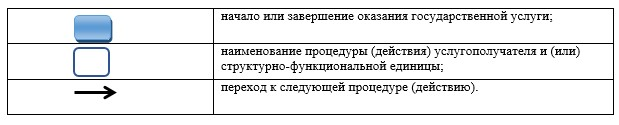 начало или завершение оказания государственной услуги;
наименование процедуры (действия) услугополучателя и (или)
структурно-функциональной единицы;
переход к следующей процедуре (действию).